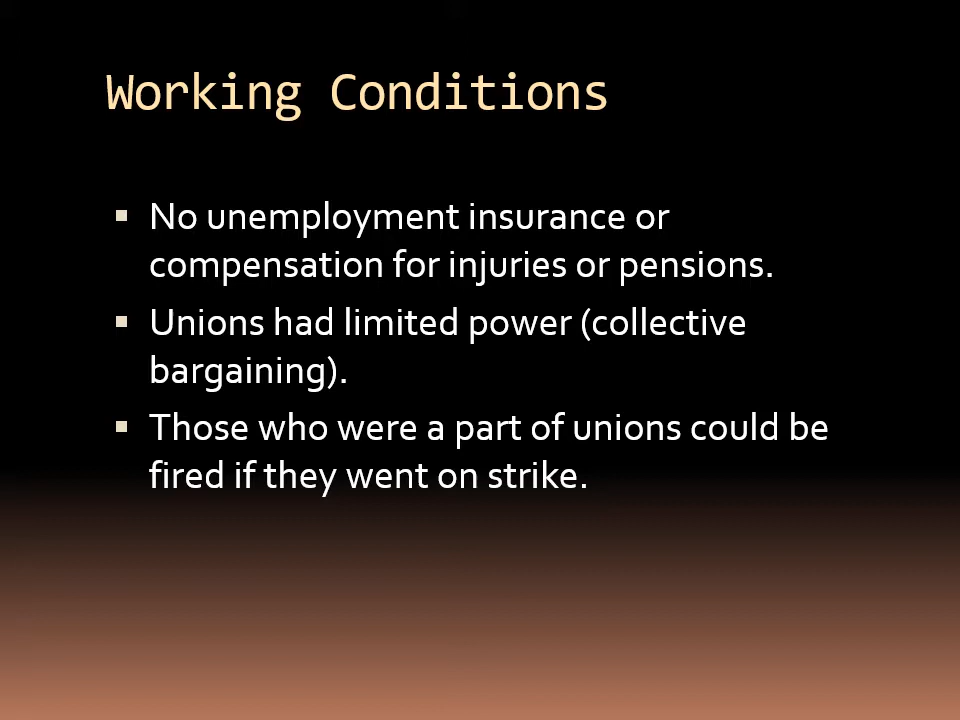 Working Conditions
▪ No unemployment insurance or
compensation for injuries or pensions.
▪ Unions had limited power (collective
bargaining).
▪ Those who were a part of unions could be
fired if they went on strike.